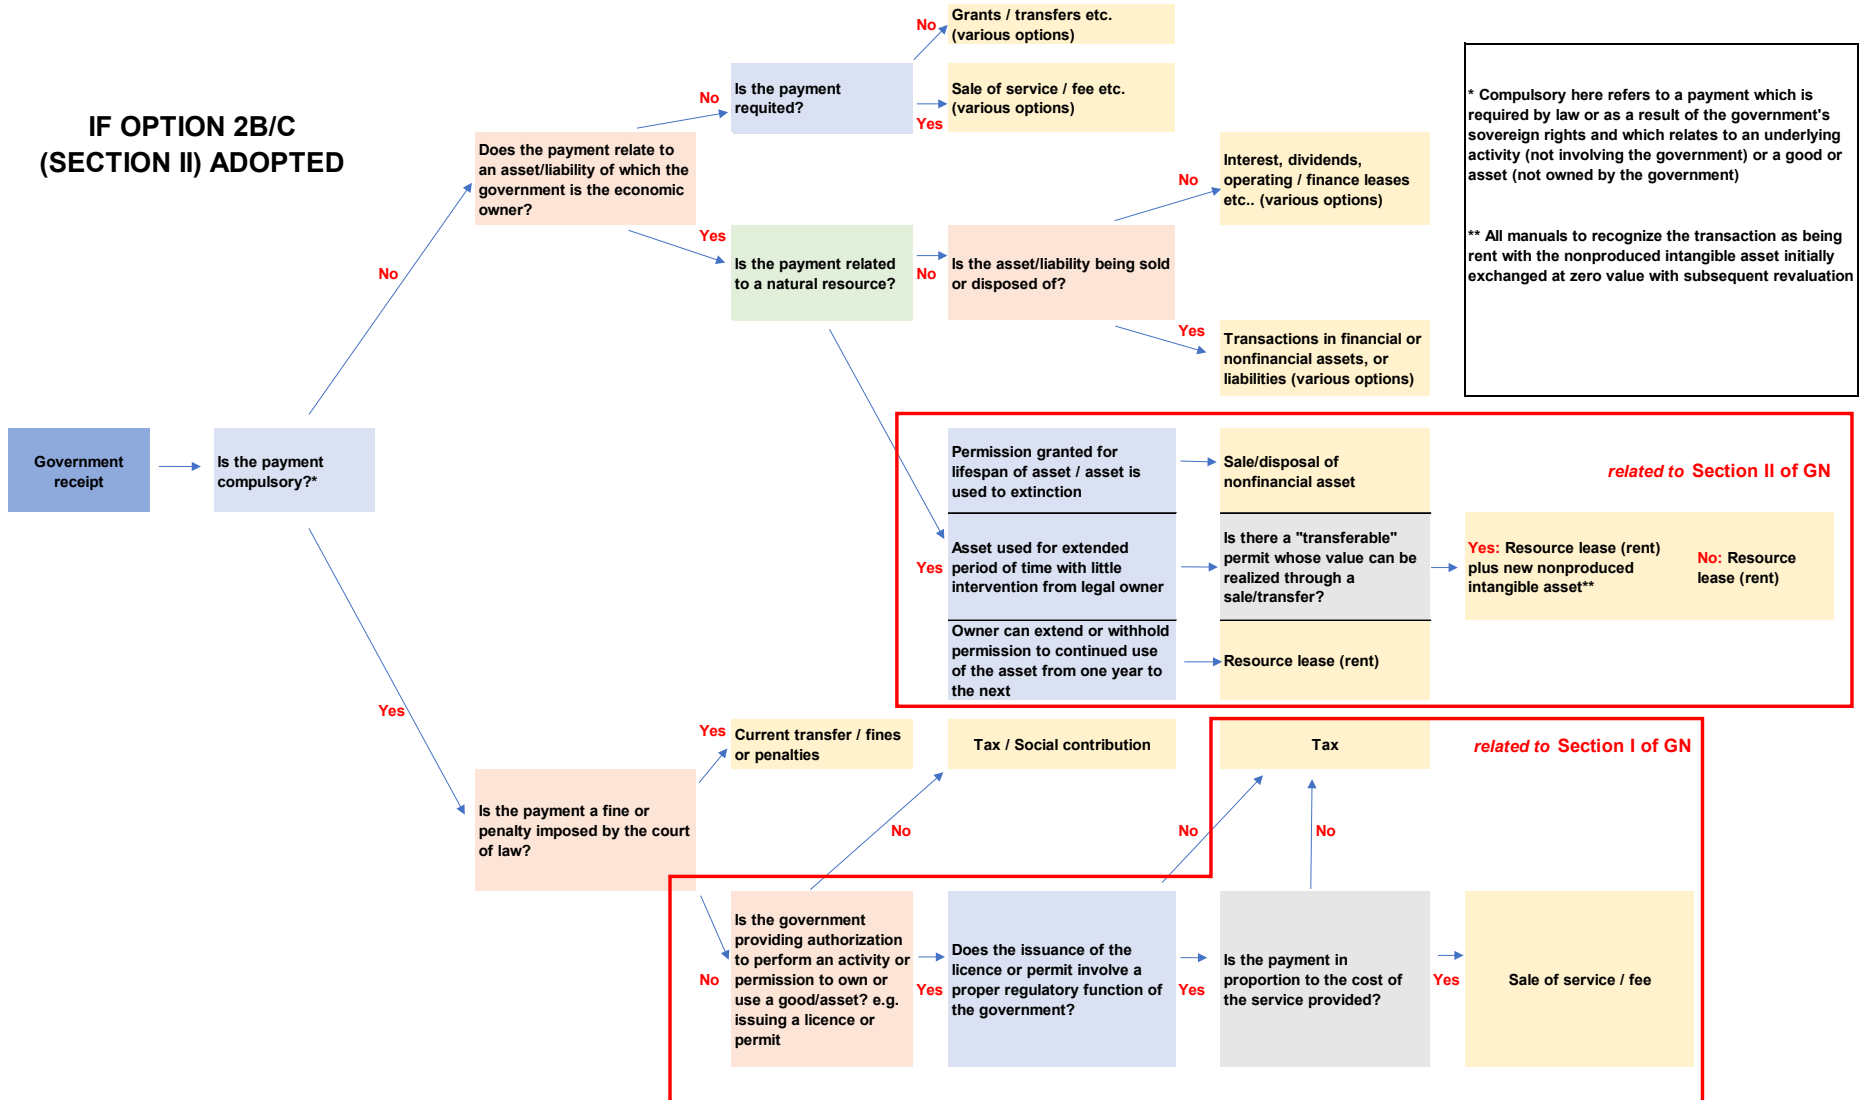 IF OPTION 2B/C
(SECTION II) ADOPTED
Government
receipt
Is the payment
compulsory?*
No
Yes
Does the payment relate to
an asset/liability of which the
government is the economic
owner?
No
Yes
Is the payment
requited?
No
Yes
Grants / transfers etc.
(various options)
Sale of service / fee etc.
(various options)
Is the payment related
to a natural resource?
No
Yes
Is the asset/liability being sold
or disposed of?
No
Yes
Interest, dividends,
operating / finance leases
etc.. (various options)
Transactions in financial or
nonfinancial assets, or
liabilities (various options)
* Compulsory here refers to a payment which is
required by law or as a result of the government's
sovereign rights and which relates to an underlying
activity (not involving the government) or a good or
asset (not owned by the government)
** All manuals to recognize the transaction as being
rent with the nonproduced intangible asset initially
exchanged at zero value with subsequent revaluation
related to Section II of GN
Permission granted for
lifespan of asset / asset is
used to extinction
Sale/disposal of
nonfinancial asset
Asset used for extended
period of time with little
intervention from legal owner
Is there a "transferable"
permit whose value can be
realized through a
sale/transfer?
Yes: Resource lease (rent)
plus new nonproduced
intangible asset**
No: Resource
lease (rent)
Owner can extend or withhold
permission to continued use
of the asset from one year to
the next
Resource lease (rent)
Is the payment a fine or
penalty imposed by the court
of law?
Yes
No
Current transfer / fines
or penalties
Tax / Social contribution
Tax
related to Section I of GN
No
No
No
Is the government
providing authorization
to perform an activity or
permission to own or
use a good/asset? e.g.
issuing a licence or
permit
Yes
Does the issuance of the
licence or permit involve a
proper regulatory function of
the government?
Yes
Is the payment in
proportion to the cost of
the service provided?
Yes
Sale of service / fee